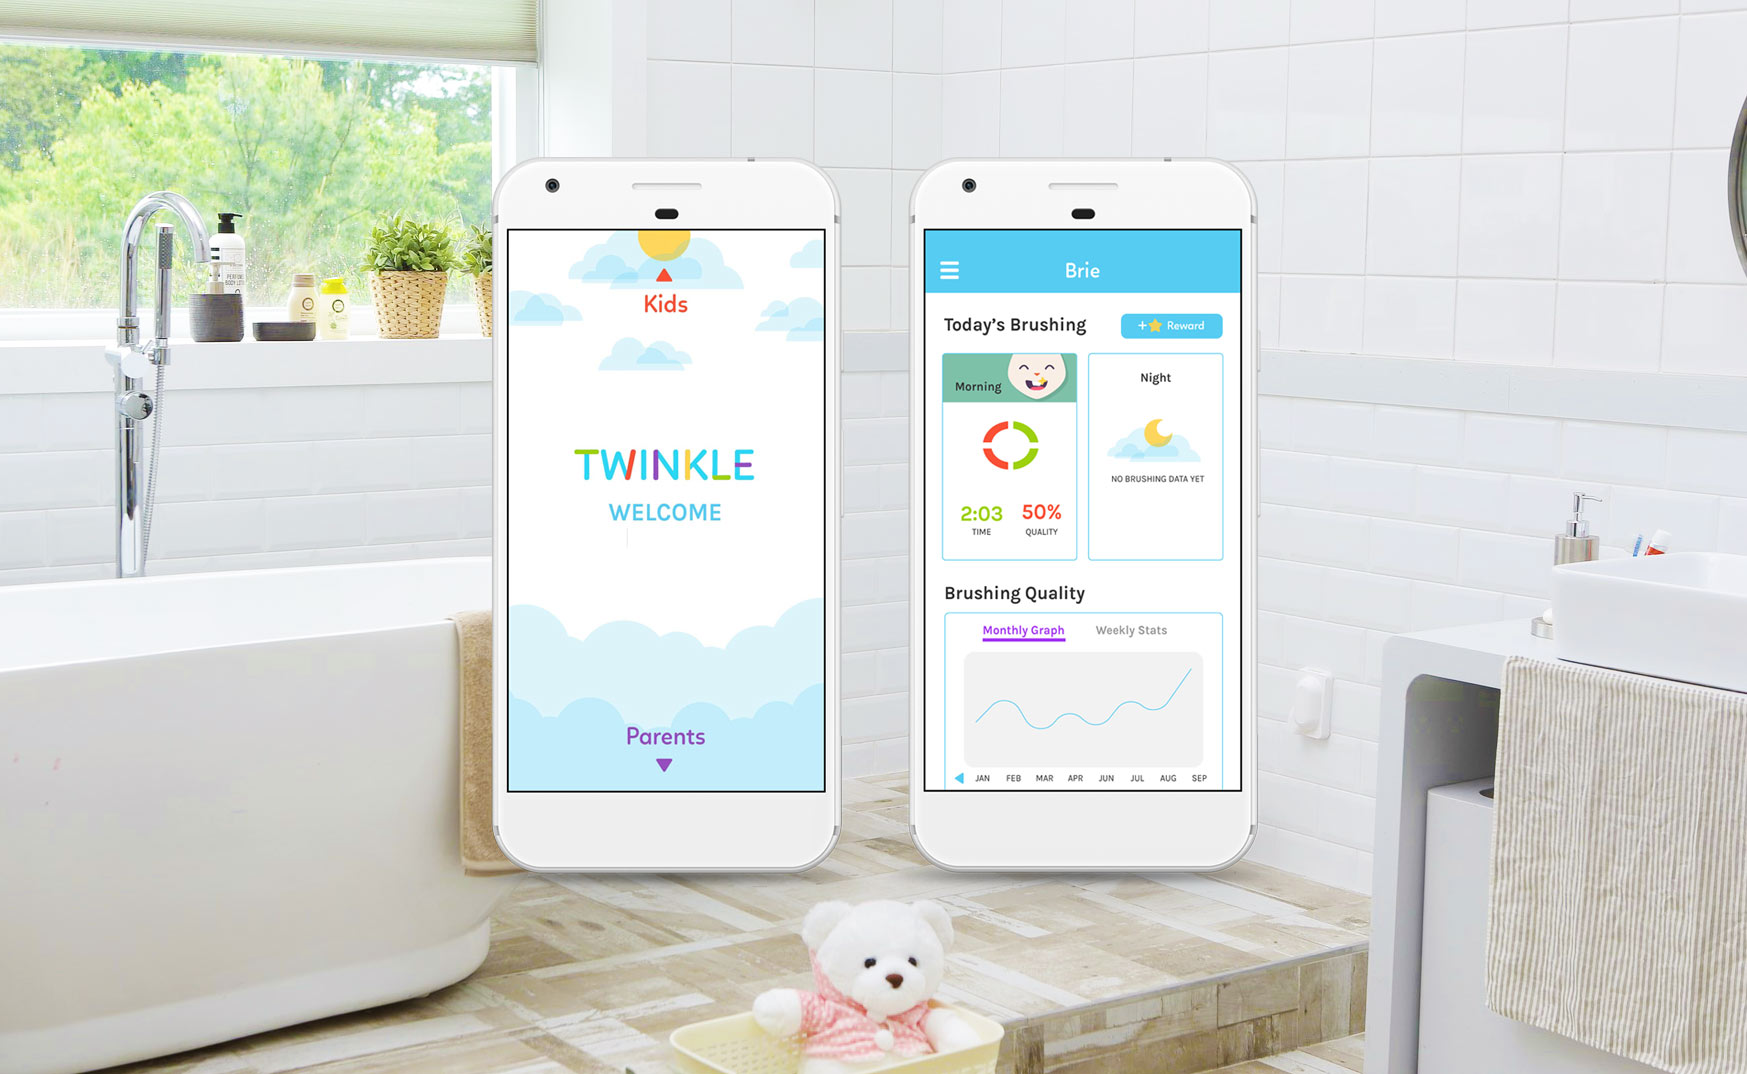 Kids
TWINKLE
WELCOME
Parents
Brie
Today's Brushing
+ Reward
Morning
2:03
TIME
50%
QUALITY
Night
NO BRUSHING DATA YET
Brushing Quality
Monthly Graph
Weekly Stats
JAN FEB MAR APR JUN JUL AUG SEP